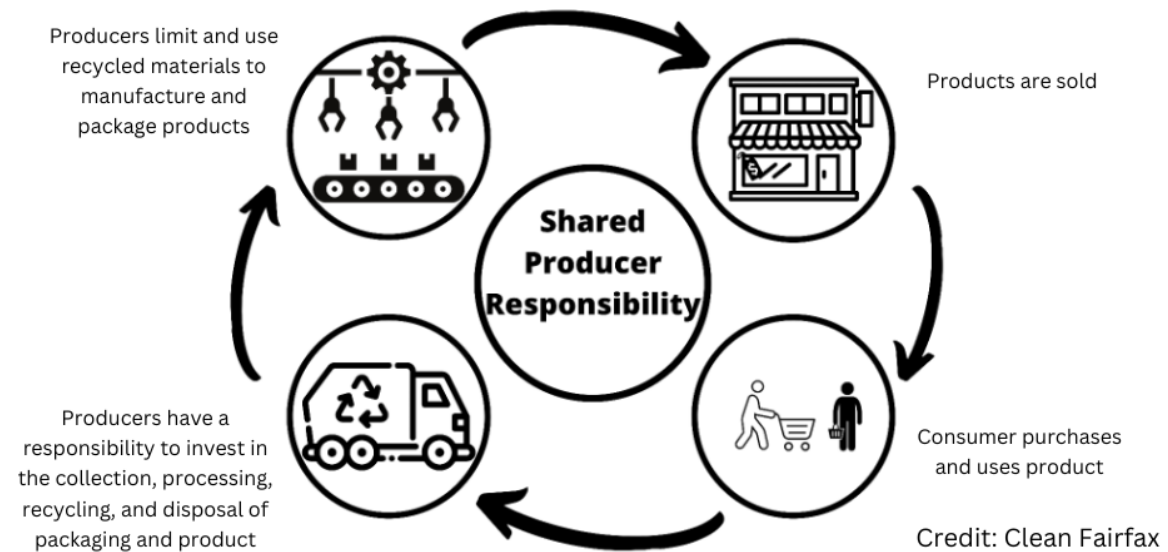 Producers limit and use
recycled materials to
manufacture and
package products
Products are sold
Shared
Producer
Responsibility
Producers have a
responsibility to invest in
the collection, processing,
recycling, and disposal of
packaging and product
Consumer purchases
and uses product
Credit: Clean Fairfax